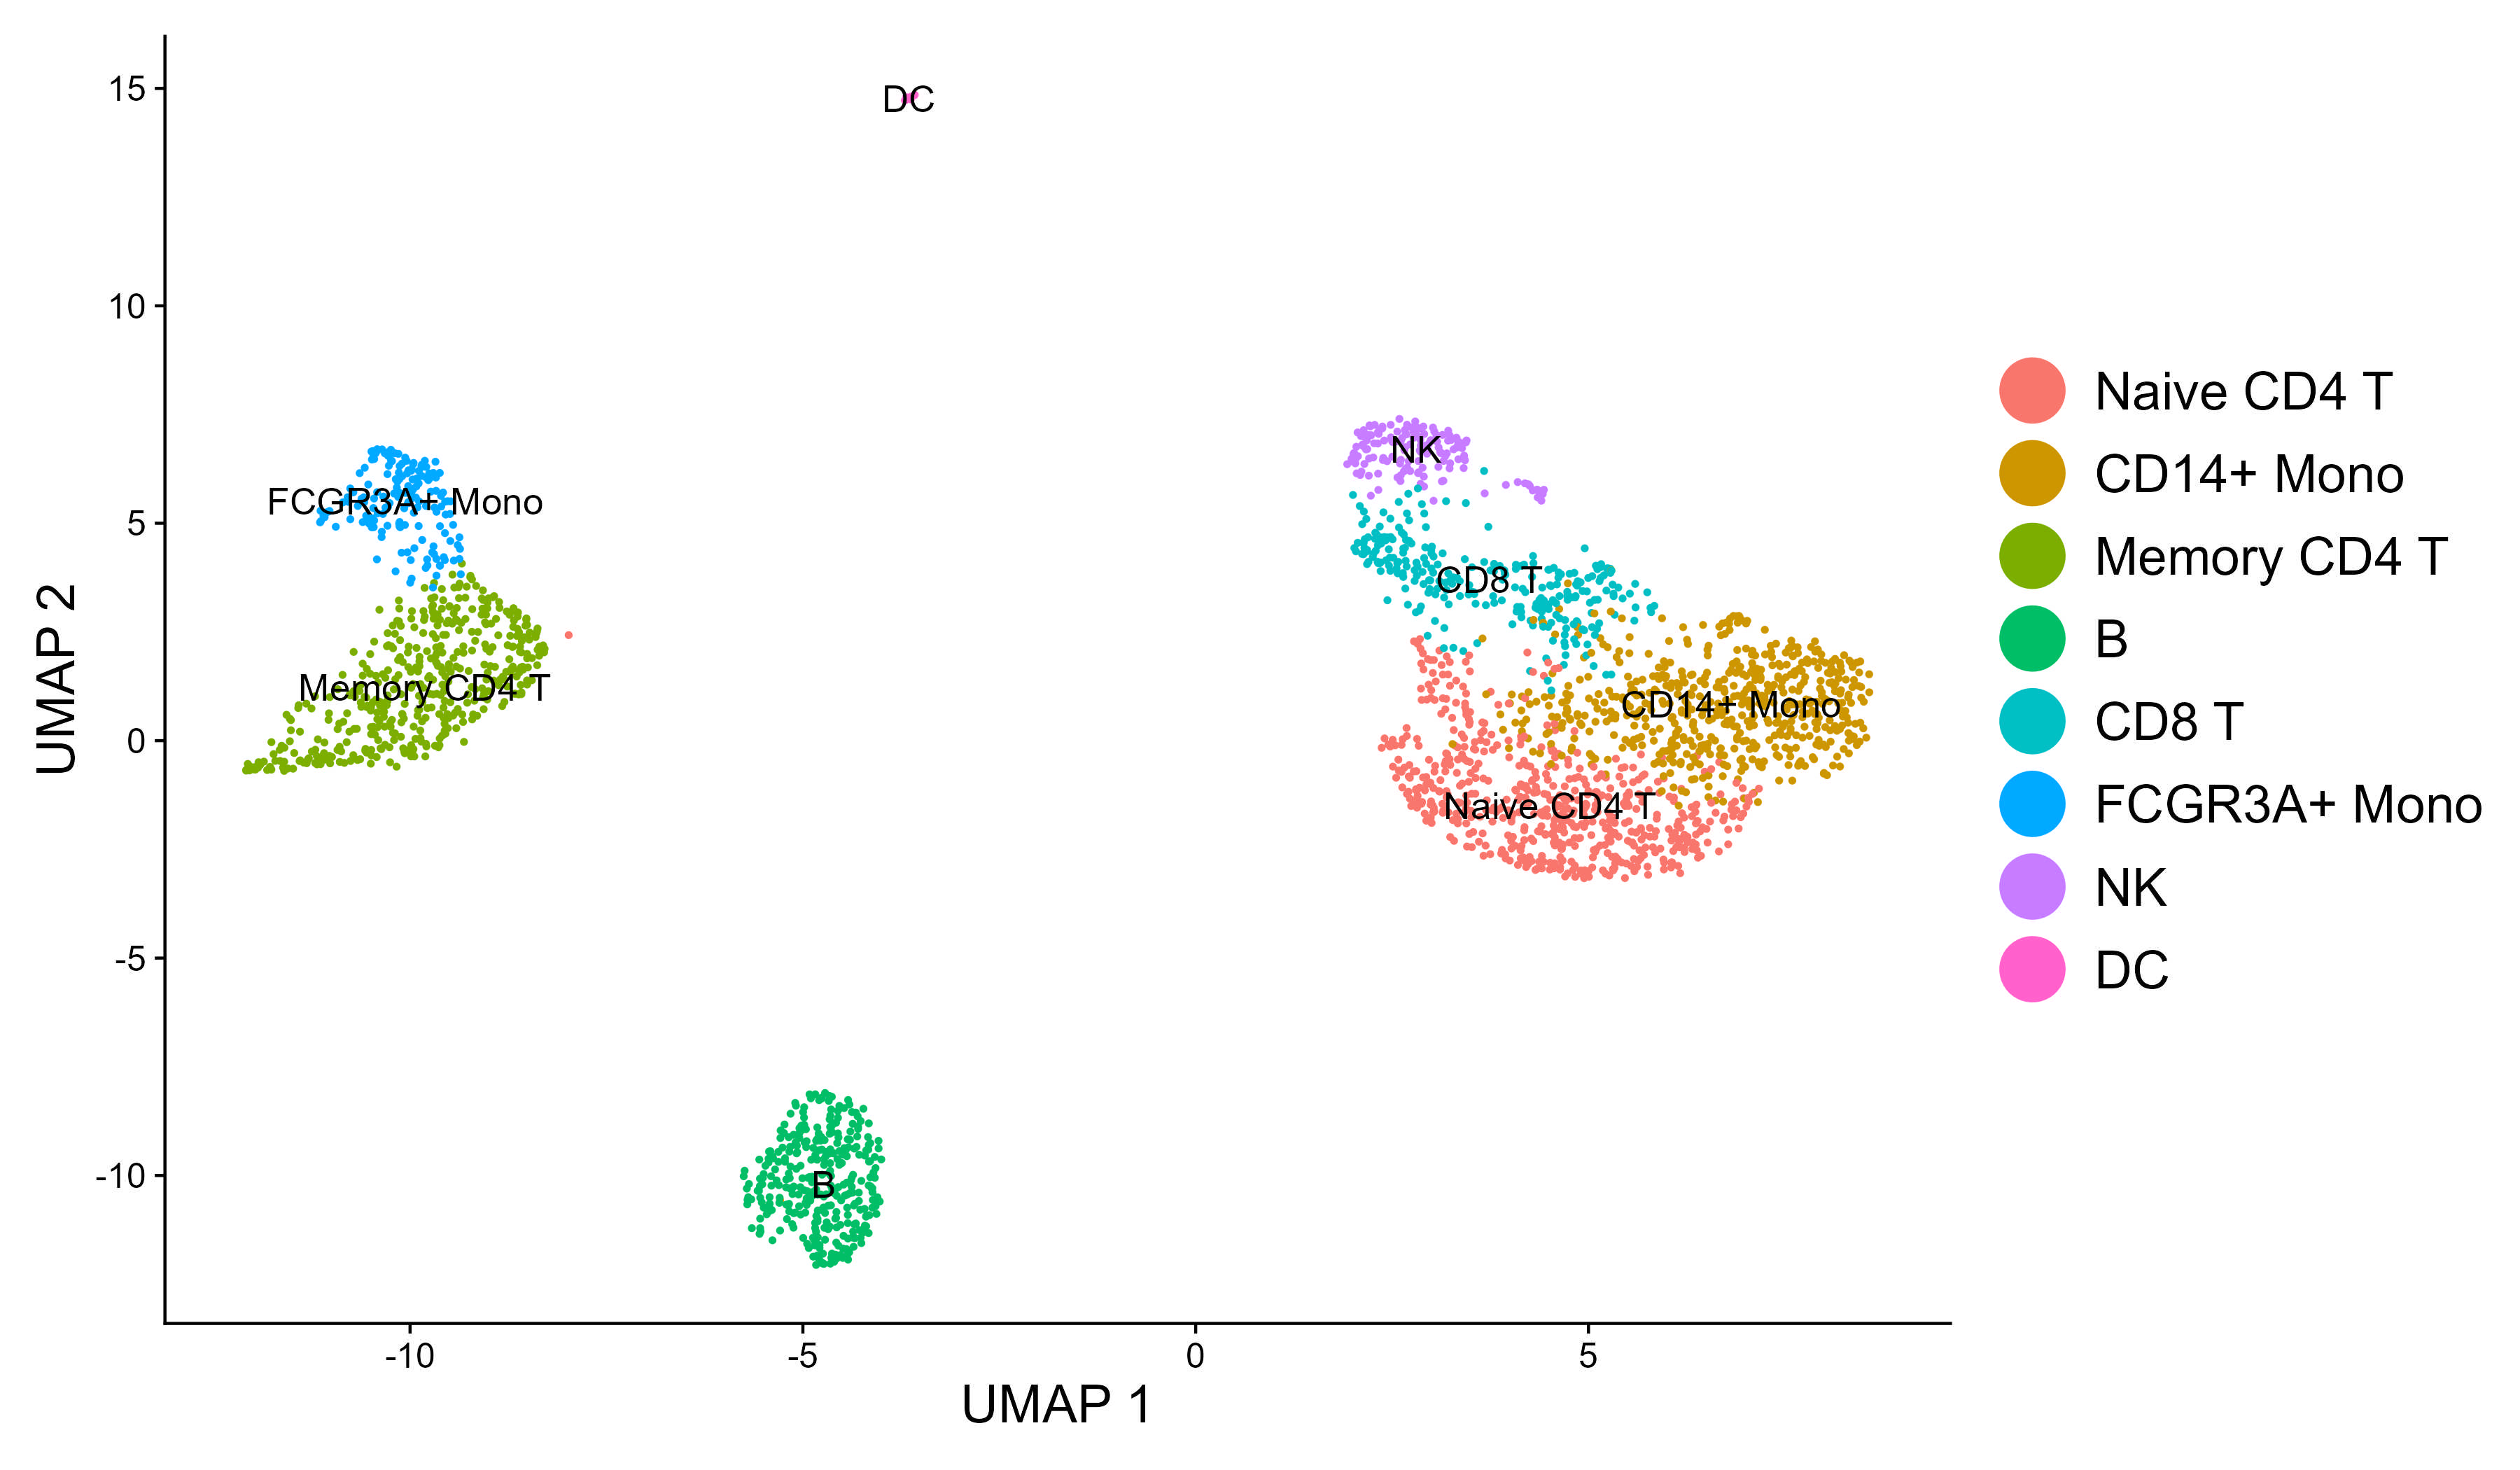 15
10
5
0
-5
-10
UMAP 2
-10
-5
0
5
UMAP 1
DC
NK
FCGR3A+ Mono
CD8 T
Memory CD4 T
CD14+ Mono
Naive CD4 T
B
Naive CD4 T
CD14+ Mono
Memory CD4 T
B
CD8 T
FCGR3A+ Mono
NK
DC